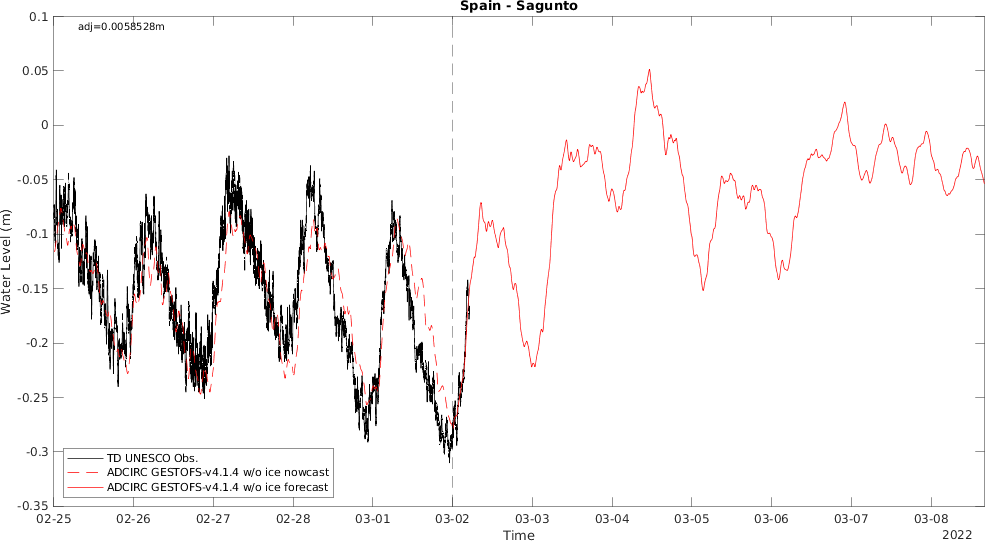 Spain - Sagunto
adj=0.0058528m
0.1
0.05
0
-0.05
-0.1
-0.15
-0.2
-0.25
-0.3
-0.35
Water Level (m)
TD UNESCO Obs.
ADCIRC GESTOFS-v4.1.4 w/o ice nowcast
ADCIRC GESTOFS-v4.1.4 w/o ice forecast
02-25 02-26 02-27 02-28 03-01 03-02 03-03 03-04 03-05 03-06 03-07 03-08
Time
2022